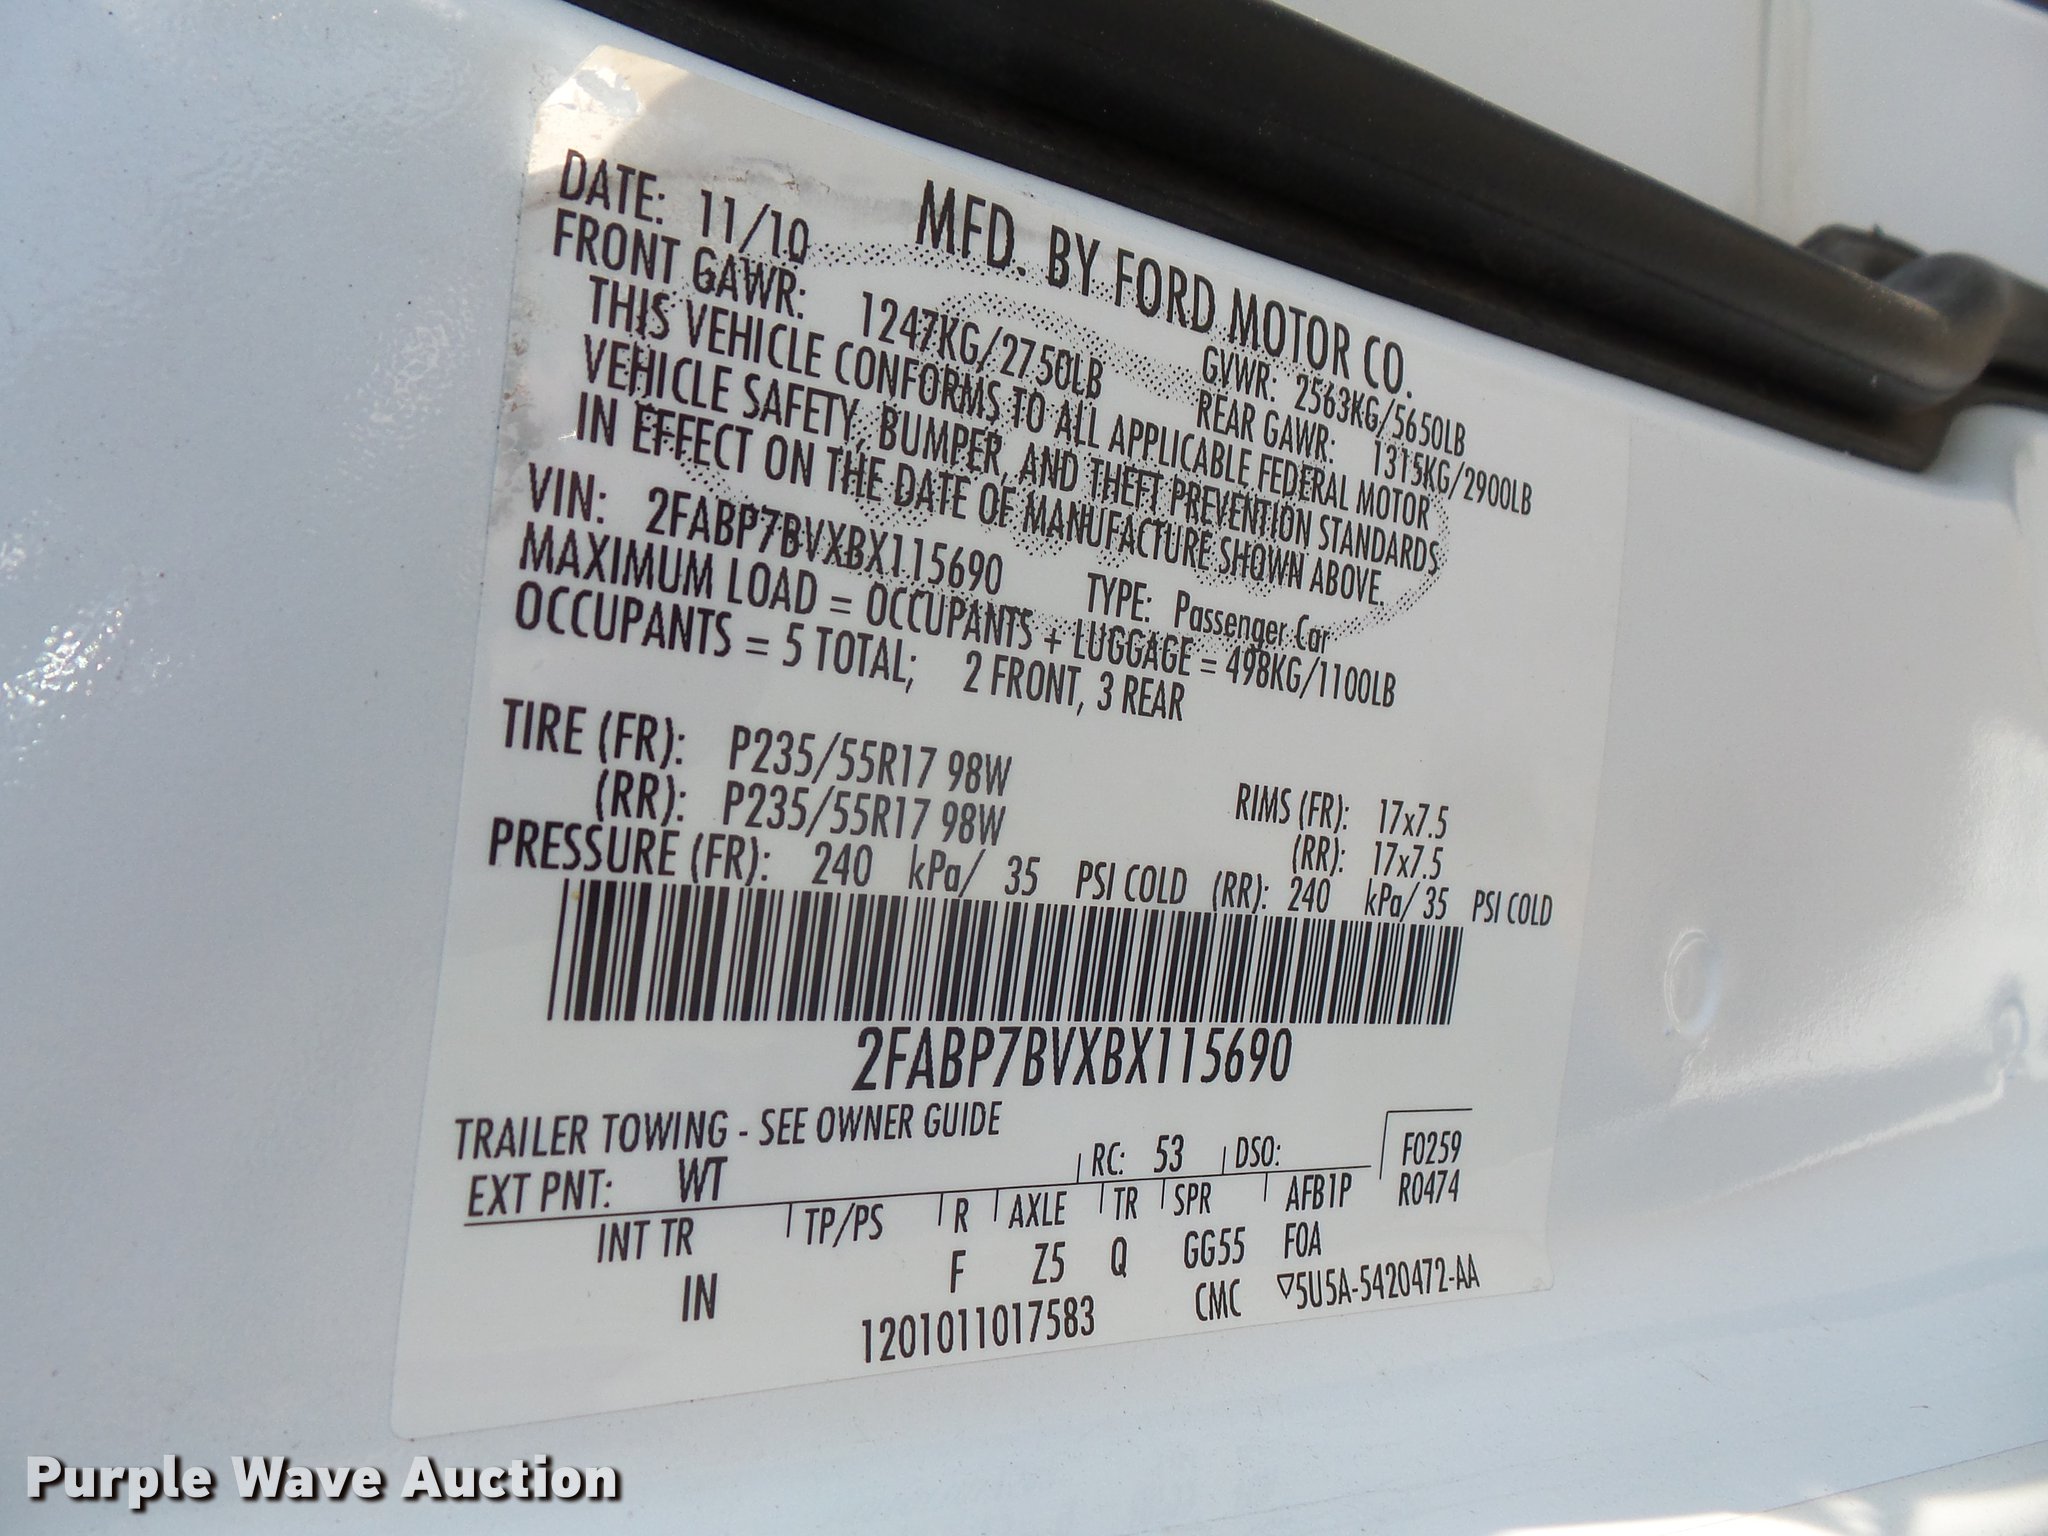 MFD. BY FORD MOTOR CO.
DATE: 11/10 GVWR: 2563KG/5650LB
FRONT GAWR: 1247KG/2750LB REAR GAWR: 1315KG/2900LB
THIS VEHICLE CONFORMS TO ALL APPLICABLE FEDERAL MOTOR
VEHICLE SAFETY, BUMPER, AND THEFT PREVENTION STANDARDS
IN EFFECT ON THE DATE OF MANUFACTURE SHOWN ABOVE.
VIN: 2FABP7BVXBX115690 TYPE: Passenger Car
MAXIMUM LOAD = OCCUPANTS + LUGGAGE = 498KG/1100LB
OCCUPANTS = 5 TOTAL; 2 FRONT, 3 REAR
TIRE (FR): P235/55R17 98W RIMS (FR): 17x7.5
(RR): P235/55R17 98W (RR): 17x7.5
PRESSURE (FR): 240 kPa/ 35 PSI COLD (RR): 240 kPa/ 35 PSI COLD
2FABP7BVXBX115690
TRAILER TOWING - SEE OWNER GUIDE
EXT PNT: WT RC: 53 DSO: F0259
INT TR TP/PS R AXLE TR SPR AFB1P R0474
IN F Z5 Q GG55 FOA
1201011017583 CMC ▽5U5A-5420472-AA
Purple Wave Auction